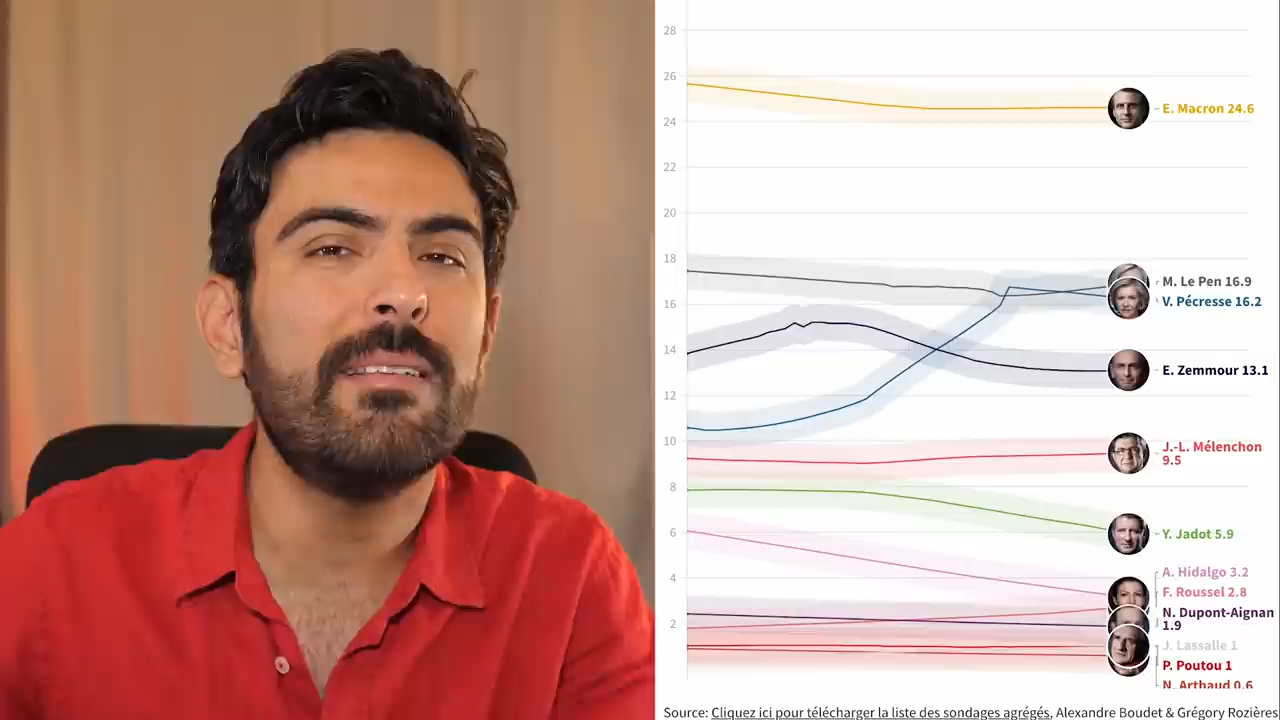 28
26
24
22
20
18
16
14
12
10
8
6
4
2
E. Macron 24.6
M. Le Pen 16.9
V. Pécresse 16.2
E. Zemmour 13.1
J.-L. Mélenchon
9.5
Y. Jadot 5.9
A. Hidalgo 3.2
F. Roussel 2.8
N. Dupont-Aignan
1.9
J. Lassalle 1
P. Poutou 1
N. Arthaud 0.6
Source: Cliquez ici pour télécharger la liste des sondages agrégés, Alexandre Boudet & Grégory Rozières